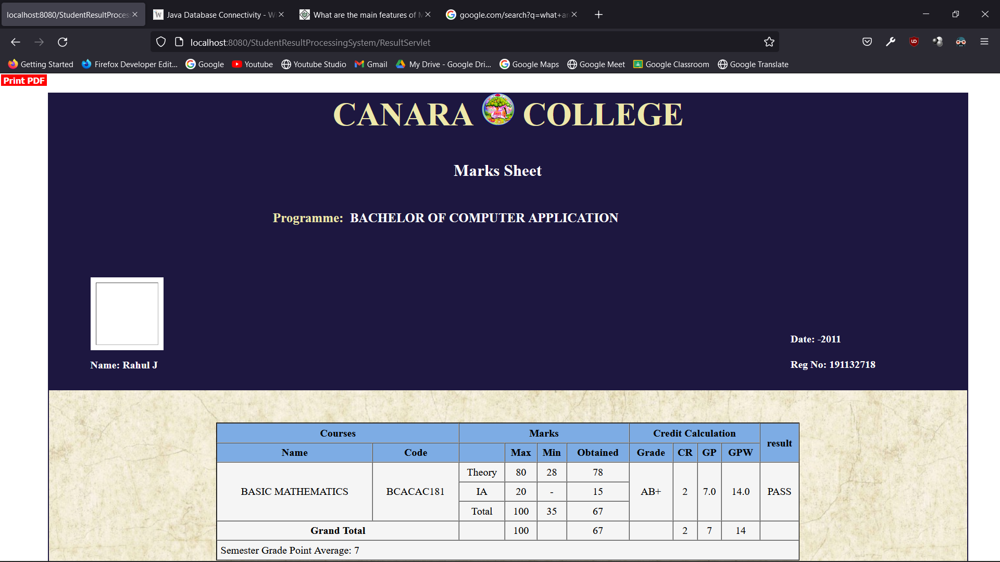 localhost:8080/StudentResultProces
Java Database Connectivity - W
What are the main features of M
google.com/search?q=what+ar
localhost:8080/StudentResultProcessingSystem/ResultServlet
Getting Started
Firefox Developer Edit...
Google
Youtube
Youtube Studio
Gmail
My Drive - Google Dri...
Google Maps
Google Meet
Google Classroom
Google Translate
Print PDF
CANARA COLLEGE
Marks Sheet
Programme: BACHELOR OF COMPUTER APPLICATION
Date: -2011
Name: Rahul J
Reg No: 191132718
Courses Marks Credit Calculation result
Name Code Max Min Obtained Grade CR GP GPW
Theory 80 28 78
BASIC MATHEMATICS BCACAC181 IA 20 - 15 AB+ 2 7.0 14.0 PASS
Total 100 35 67
Grand Total 100 67 2 7 14
Semester Grade Point Average: 7